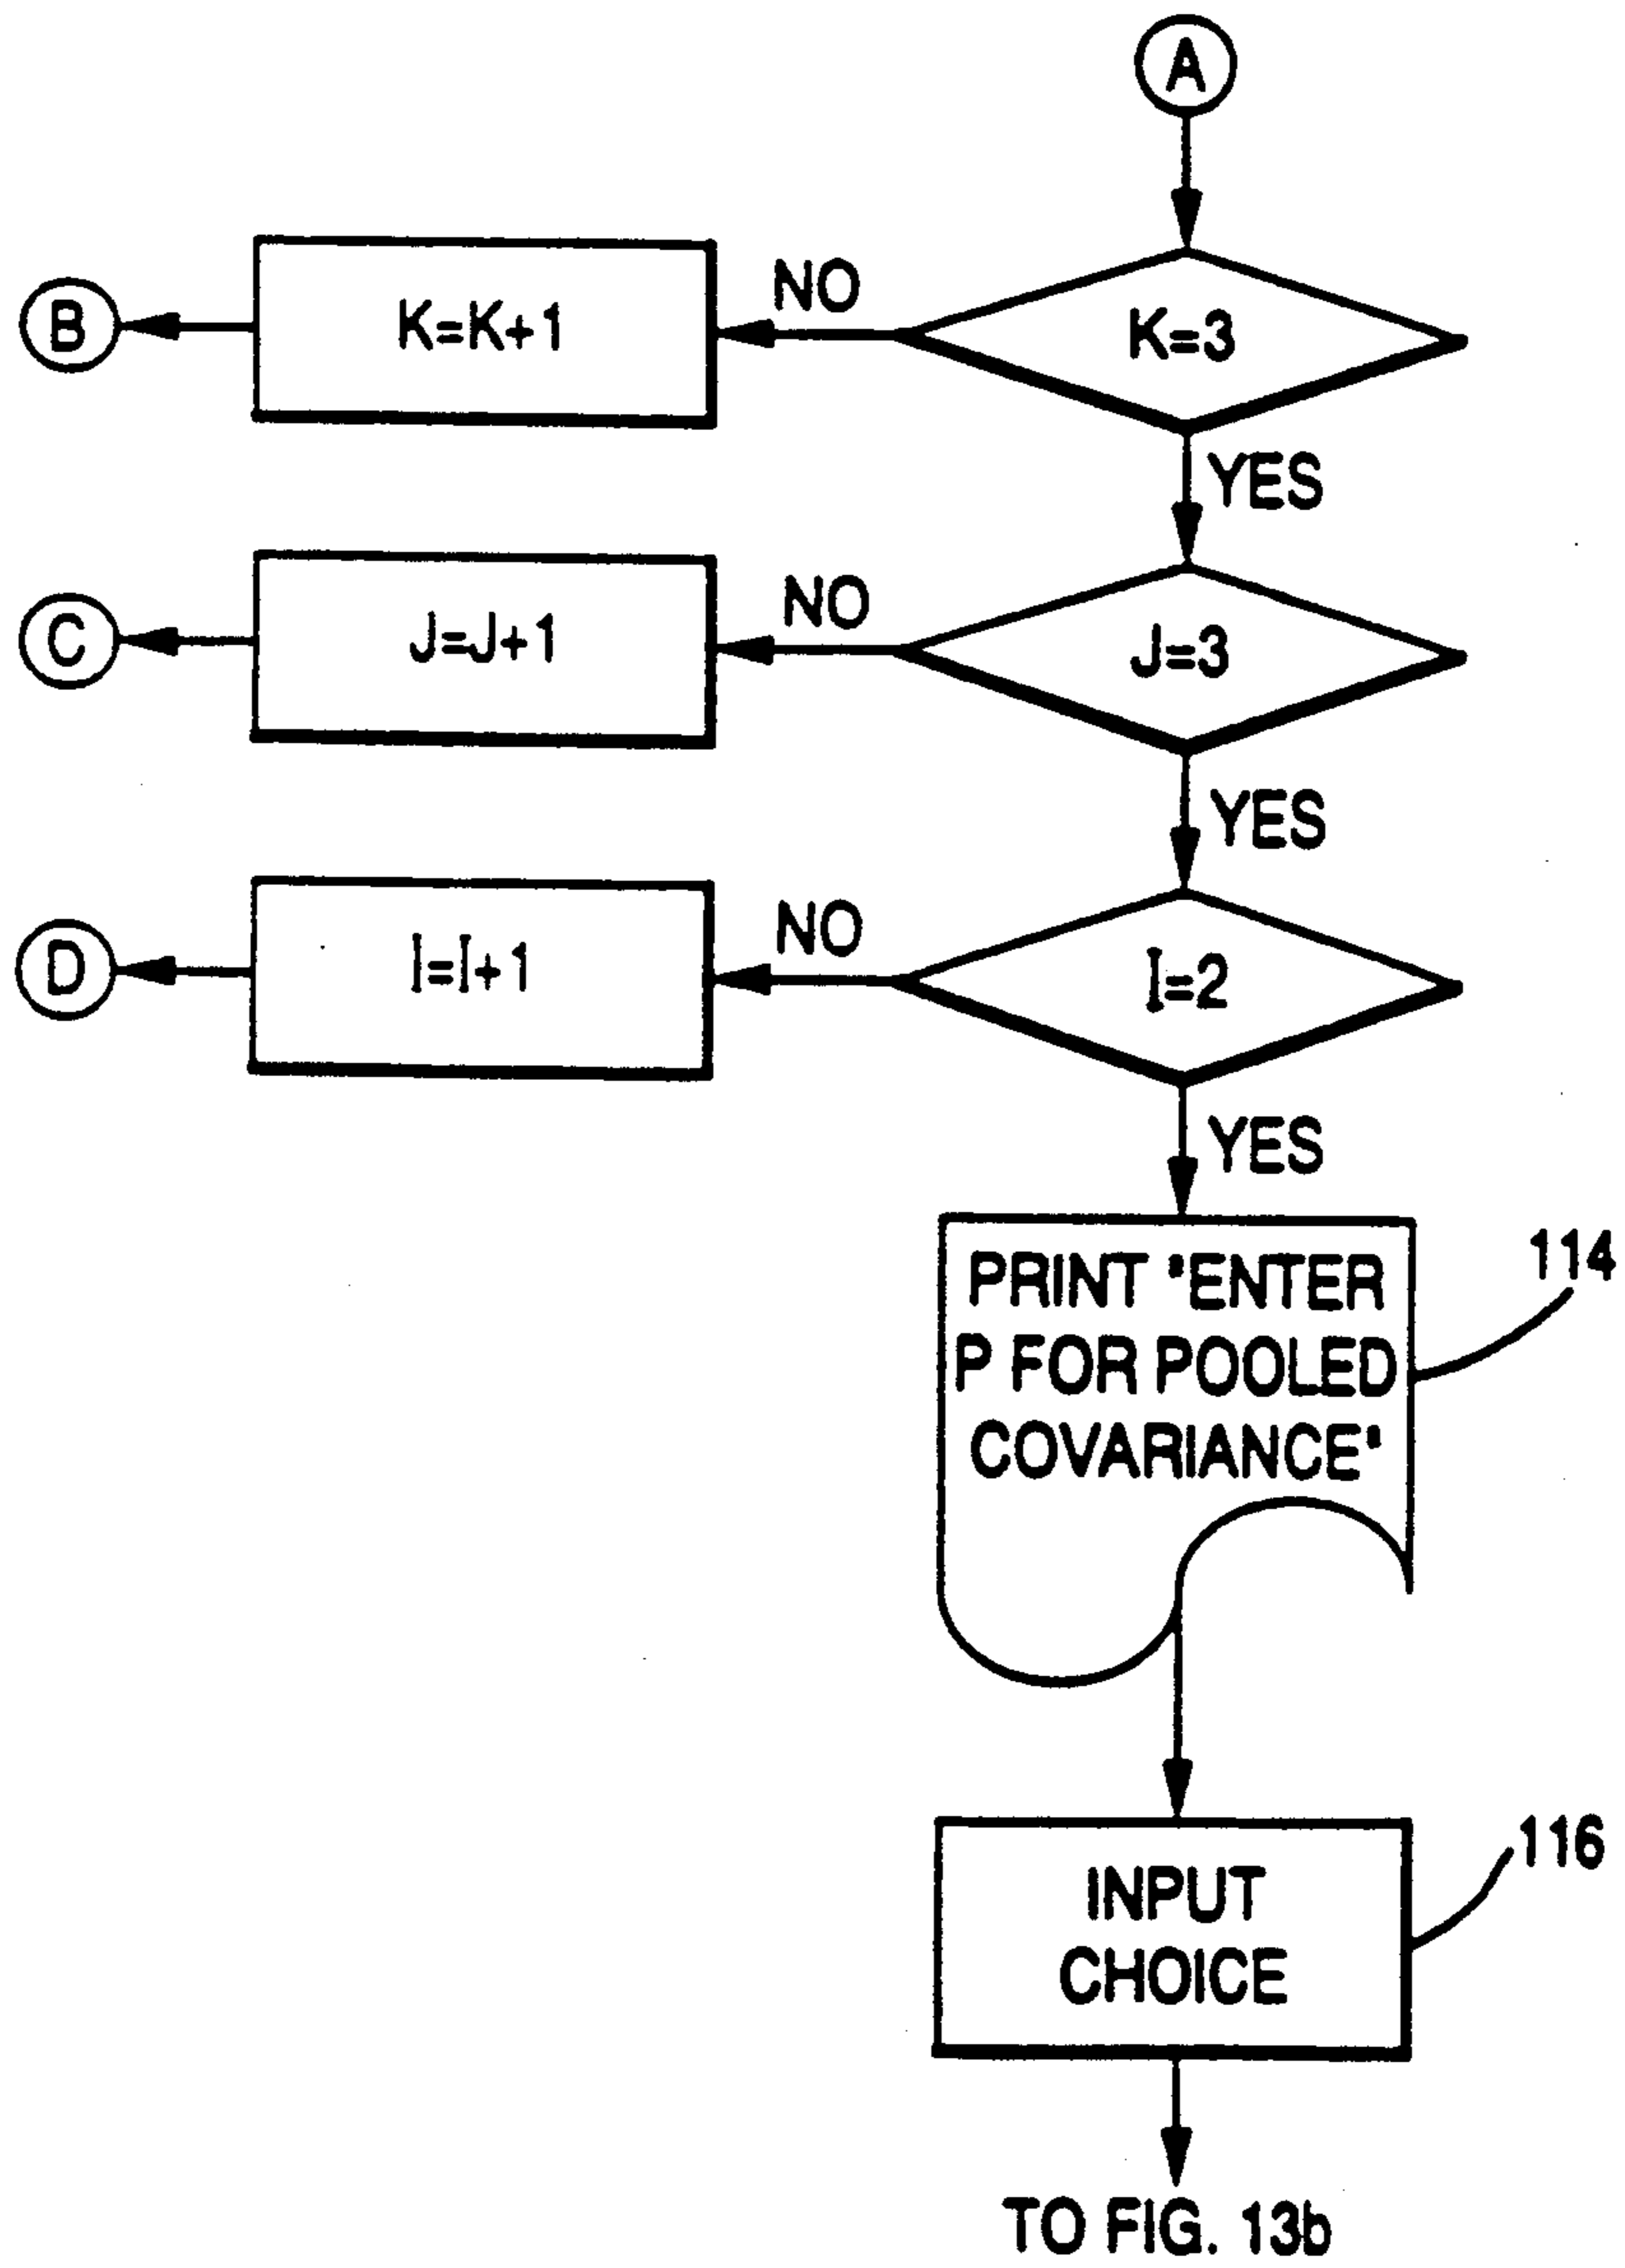 A
B
K=K+1
NO
K=3
YES
C
J=J+1
NO
J=3
YES
D
I=I+1
NO
I=2
YES
PRINT "ENTER
P FOR POOLED
COVARIANCE"
114
INPUT
CHOICE
116
TO FIG. 13b